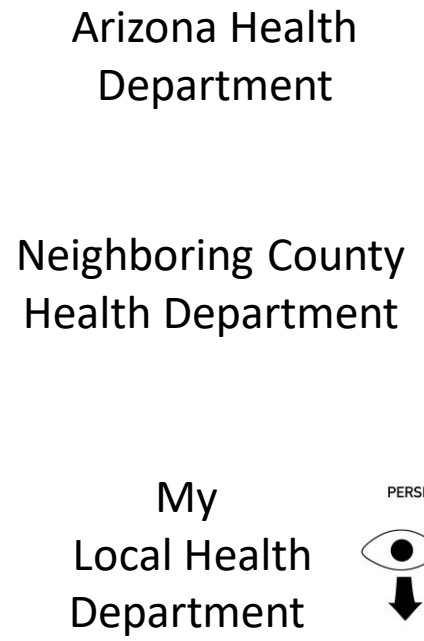 Arizona Health
Department
Neighboring County
Health Department
My
Local Health
Department